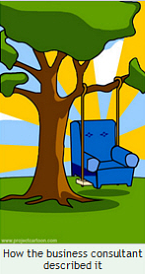 www.projectcartoon.com
How the business consultant
described it